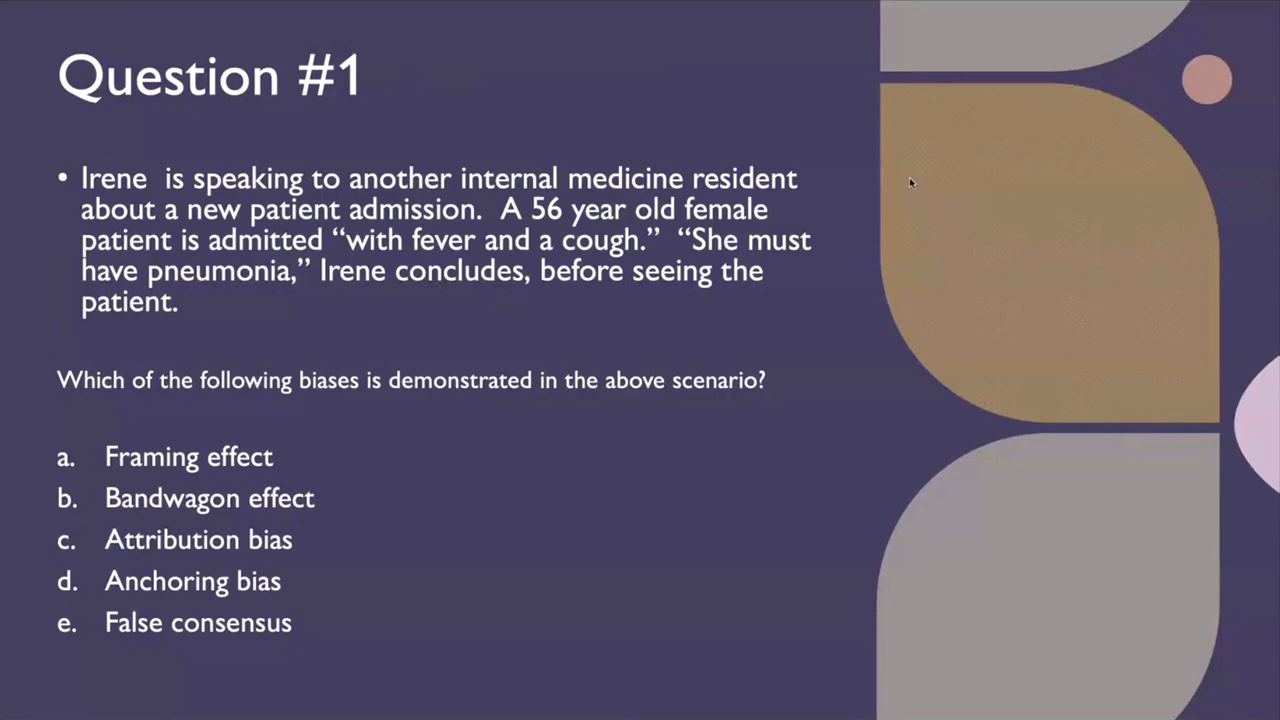 Question #1
• Irene  is speaking to another internal medicine resident
about a new patient admission.  A 56 year old female
patient is admitted “with fever and a cough.”  “She must
have pneumonia,” Irene concludes, before seeing the
patient.
Which of the following biases is demonstrated in the above scenario?
a. Framing effect
b. Bandwagon effect
c. Attribution bias
d. Anchoring bias
e. False consensus